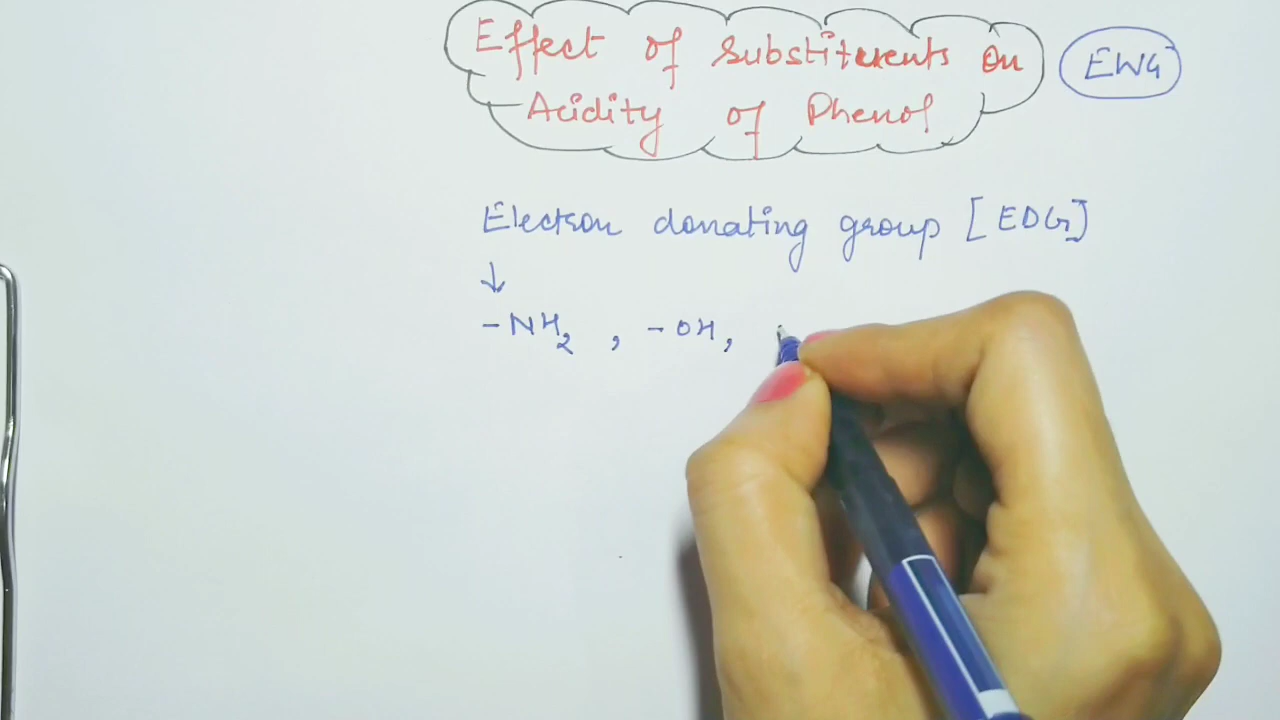 Effect of substituents On
Acidity of Phenol
EWG
Electron donating group [EDG]
↓
-NH2 , -OH,